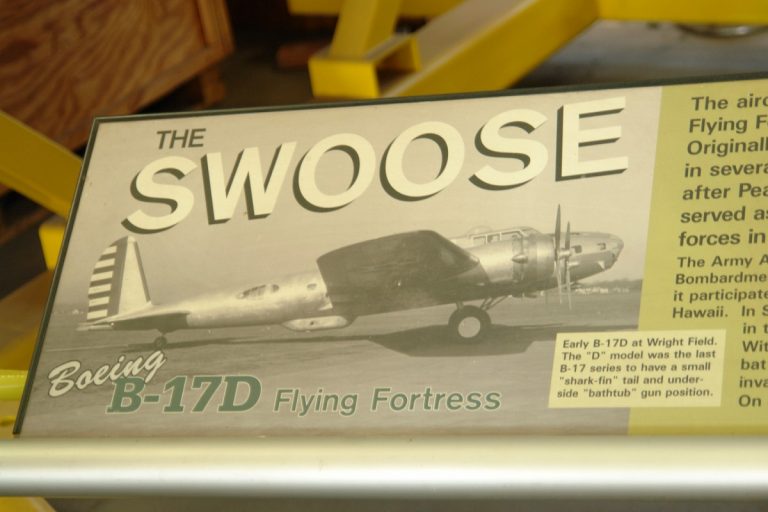 THE
SWOOSE
Boeing
B-17D Flying Fortress
Early B-17D at Wright Field.
The "D" model was the last
B-17 series to have a small
"shark-fin" tail and under-
side "bathtub" gun position.
The airc
Flying F
Originall
in severa
after Pea
served as
forces in
The Army A
Bombardme
it participate
Hawaii. In S
in t
Wit
bat
inva
On